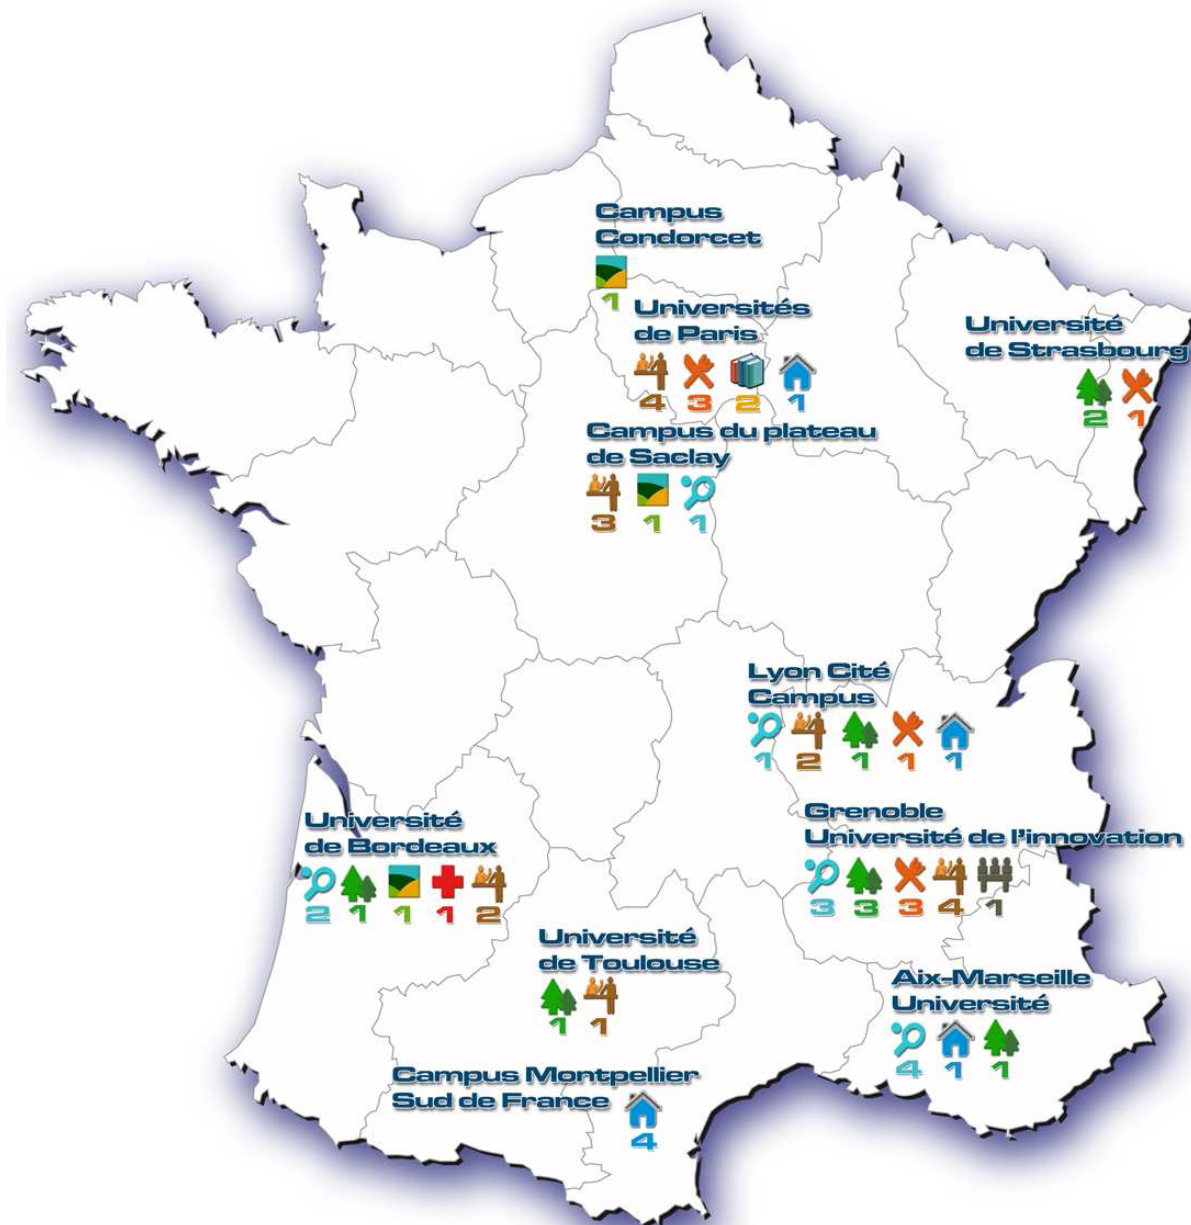 Campus
Condorcet
1
Universités
de Paris
4 3 2 1
Université
de Strasbourg
2 1
Campus du plateau
de Saclay
3 1 1
Lyon Cité
Campus
1 2 1 1 1
Grenoble
Université de l'innovation
3 3 3 4 1
Université
de Bordeaux
2 1 1 1 2
Université
de Toulouse
1 1
Aix-Marseille
Université
4 1 1
Campus Montpellier
Sud de France
4